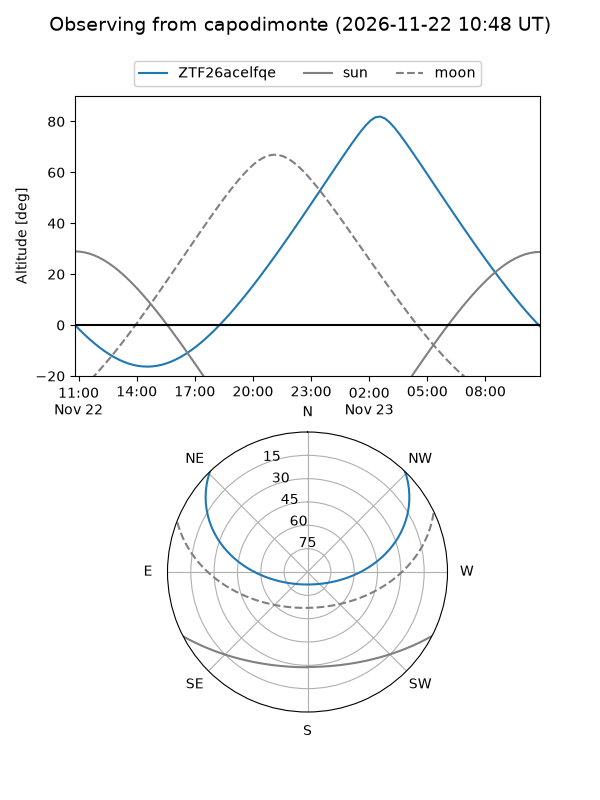 Observing from capodimonte (2026-11-22 10:48 UT)
ZTF26acelfqe sun moon
Altitude [deg]
80
60
40
20
0
−20
11:00 14:00 17:00 20:00 23:00 02:00 05:00 08:00
Nov 22 Nov 23
N
NE NW
15
30
45
60
75
E W
SE SW
S